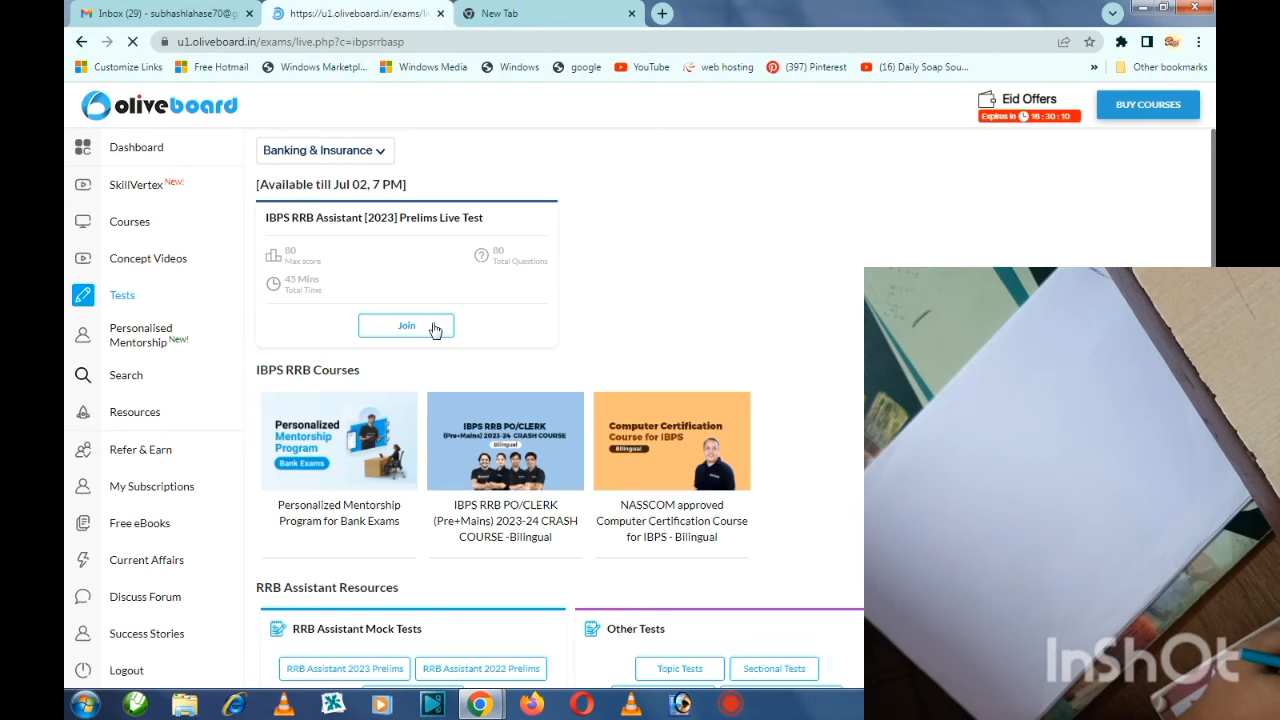 Inbox (29) - subhashlahase70@g
https://u1.oliveboard.in/exams/li
New Tab
u1.oliveboard.in/exams/live.php?c=ibpsrrbasp
Customize Links
Free Hotmail
Windows Marketpl...
Windows Media
Windows
google
YouTube
web hosting
(397) Pinterest
(16) Daily Soap Sou...
»
Other bookmarks
oliveboard
Eid Offers
Expires in 16 : 30 : 10
BUY COURSES
Dashboard
SkillVertex New!
Courses
Concept Videos
Tests
Personalised
Mentorship New!
Search
Resources
Refer & Earn
My Subscriptions
Free eBooks
Current Affairs
Discuss Forum
Success Stories
Logout
Banking & Insurance
[Available till Jul 02, 7 PM]
IBPS RRB Assistant [2023] Prelims Live Test
80
Max score
80
Total Questions
45 Mins
Total Time
Join
IBPS RRB Courses
Personalized
Mentorship
Program
Bank Exams
IBPS RRB PO/CLERK
(Pre+Mains) 2023-24 CRASH COURSE
Bilingual
Computer Certification
Course for IBPS
Bilingual
Personalized Mentorship
Program for Bank Exams
IBPS RRB PO/CLERK
(Pre+Mains) 2023-24 CRASH
COURSE -Bilingual
NASSCOM approved
Computer Certification Course
for IBPS - Bilingual
RRB Assistant Resources
RRB Assistant Mock Tests
RRB Assistant 2023 Prelims
RRB Assistant 2022 Prelims
Other Tests
Topic Tests
Sectional Tests
InShOt